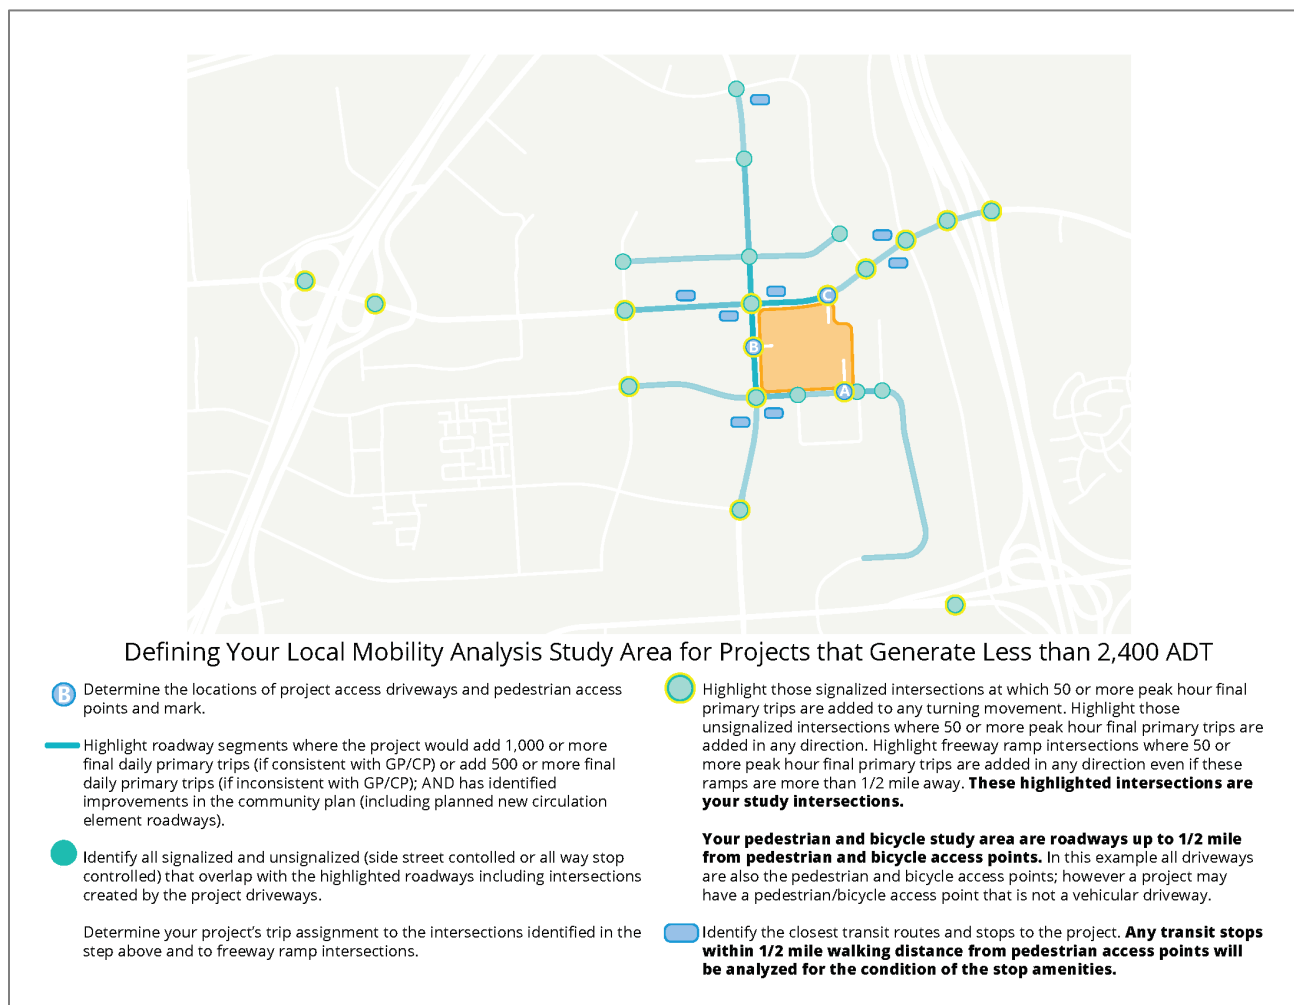 C
B
A
Defining Your Local Mobility Analysis Study Area for Projects that Generate Less than 2,400 ADT
B
Determine the locations of project access driveways and pedestrian access
points and mark.
Highlight roadway segments where the project would add 1,000 or more
final daily primary trips (if consistent with GP/CP) or add 500 or more final
daily primary trips (if inconsistent with GP/CP); AND has identified
improvements in the community plan (including planned new circulation
element roadways).
Identify all signalized and unsignalized (side street contolled or all way stop
controlled) that overlap with the highlighted roadways including intersections
created by the project driveways.
Determine your project's trip assignment to the intersections identified in the
step above and to freeway ramp intersections.
Highlight those signalized intersections at which 50 or more peak hour final
primary trips are added to any turning movement. Highlight those
unsignalized intersections where 50 or more peak hour final primary trips are
added in any direction. Highlight freeway ramp intersections where 50 or
more peak hour final primary trips are added in any direction even if these
ramps are more than 1/2 mile away. These highlighted intersections are
your study intersections.
Your pedestrian and bicycle study area are roadways up to 1/2 mile
from pedestrian and bicycle access points. In this example all driveways
are also the pedestrian and bicycle access points; however a project may
have a pedestrian/bicycle access point that is not a vehicular driveway.
Identify the closest transit routes and stops to the project. Any transit stops
within 1/2 mile walking distance from pedestrian access points will
be analyzed for the condition of the stop amenities.